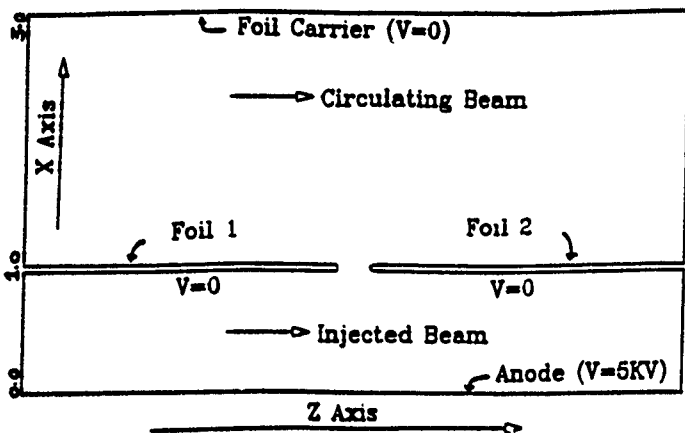 3.0
Foil Carrier (V=0)
X Axis
Circulating Beam
Foil 1
Foil 2
1.0
V=0
V=0
Injected Beam
Anode (V=5KV)
0.0
Z Axis